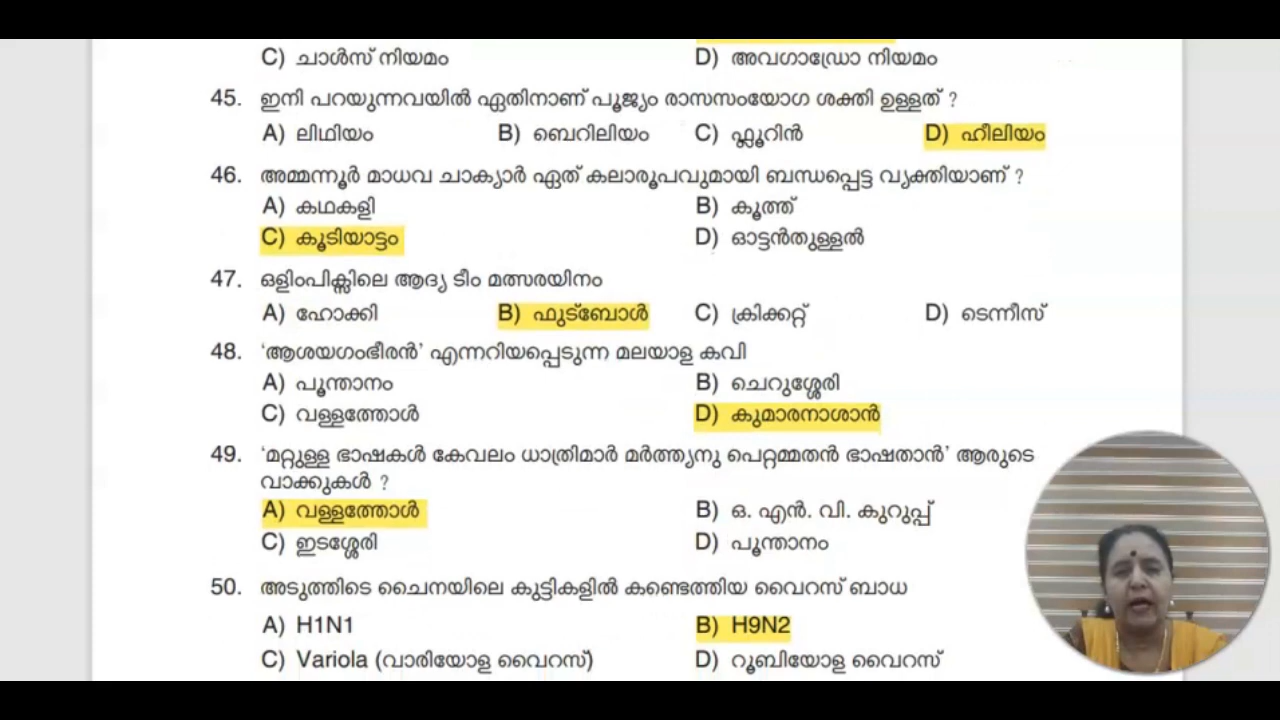 C) ചാൾസ് നിയമം D) അവഗാഡ്രോ നിയമം
45. ഇനി പറയുന്നവയിൽ ഏതിനാണ് പൂജ്യം രാസസംയോഗ ശക്തി ഉള്ളത് ?
A) ലിഥിയം B) ബെറിലിയം C) ഫ്ലൂറിൻ D) ഹീലിയം
46. അമ്മന്നൂർ മാധവ ചാക്യാർ ഏത് കലാരൂപവുമായി ബന്ധപ്പെട്ട വ്യക്തിയാണ് ?
A) കഥകളി B) കൂത്ത്
C) കൂടിയാട്ടം D) ഓട്ടൻതുള്ളൽ
47. ഒളിംപിക്സിലെ ആദ്യ ടീം മത്സരയിനം
A) ഹോക്കി B) ഫുട്ബോൾ C) ക്രിക്കറ്റ് D) ടെന്നീസ്
48. ‘ആശയഗംഭീരൻ’ എന്നറിയപ്പെടുന്ന മലയാള കവി
A) പൂന്താനം B) ചെറുശ്ശേരി
C) വള്ളത്തോൾ D) കുമാരനാശാൻ
49. ‘മറ്റുള്ള ഭാഷകൾ കേവലം ധാത്രിമാർ മർത്ത്യനു പെറ്റമ്മതൻ ഭാഷതാൻ’ ആരുടെ
വാക്കുകൾ ?
A) വള്ളത്തോൾ B) ഒ. എൻ. വി. കുറുപ്പ്
C) ഇടശ്ശേരി D) പൂന്താനം
50. അടുത്തിടെ ചൈനയിലെ കുട്ടികളിൽ കണ്ടെത്തിയ വൈറസ് ബാധ
A) H1N1 B) H9N2
C) Variola (വാരിയോള വൈറസ്) D) റൂബിയോള വൈറസ്